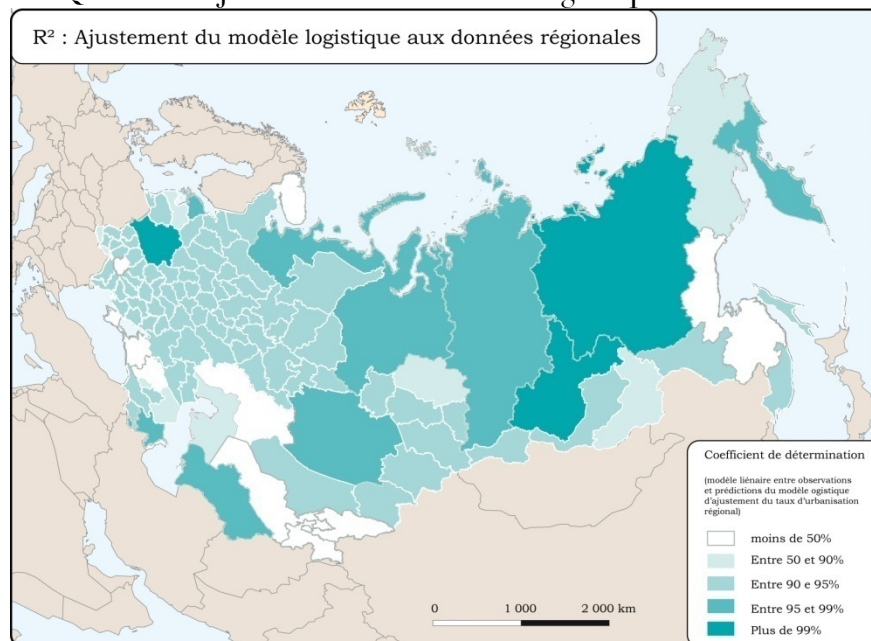 R² : Ajustement du modèle logistique aux données régionales
Coefficient de détermination
(modèle liénaire entre observations
et prédictions du modèle ogistique
d'ajustement du taux d'urbanisation
régional)
moins de 50%
Entre 50 et 90%
Entre 90 e 95%
Entre 95 et 99%
Plus de 99%
0 1 000 2 000 km